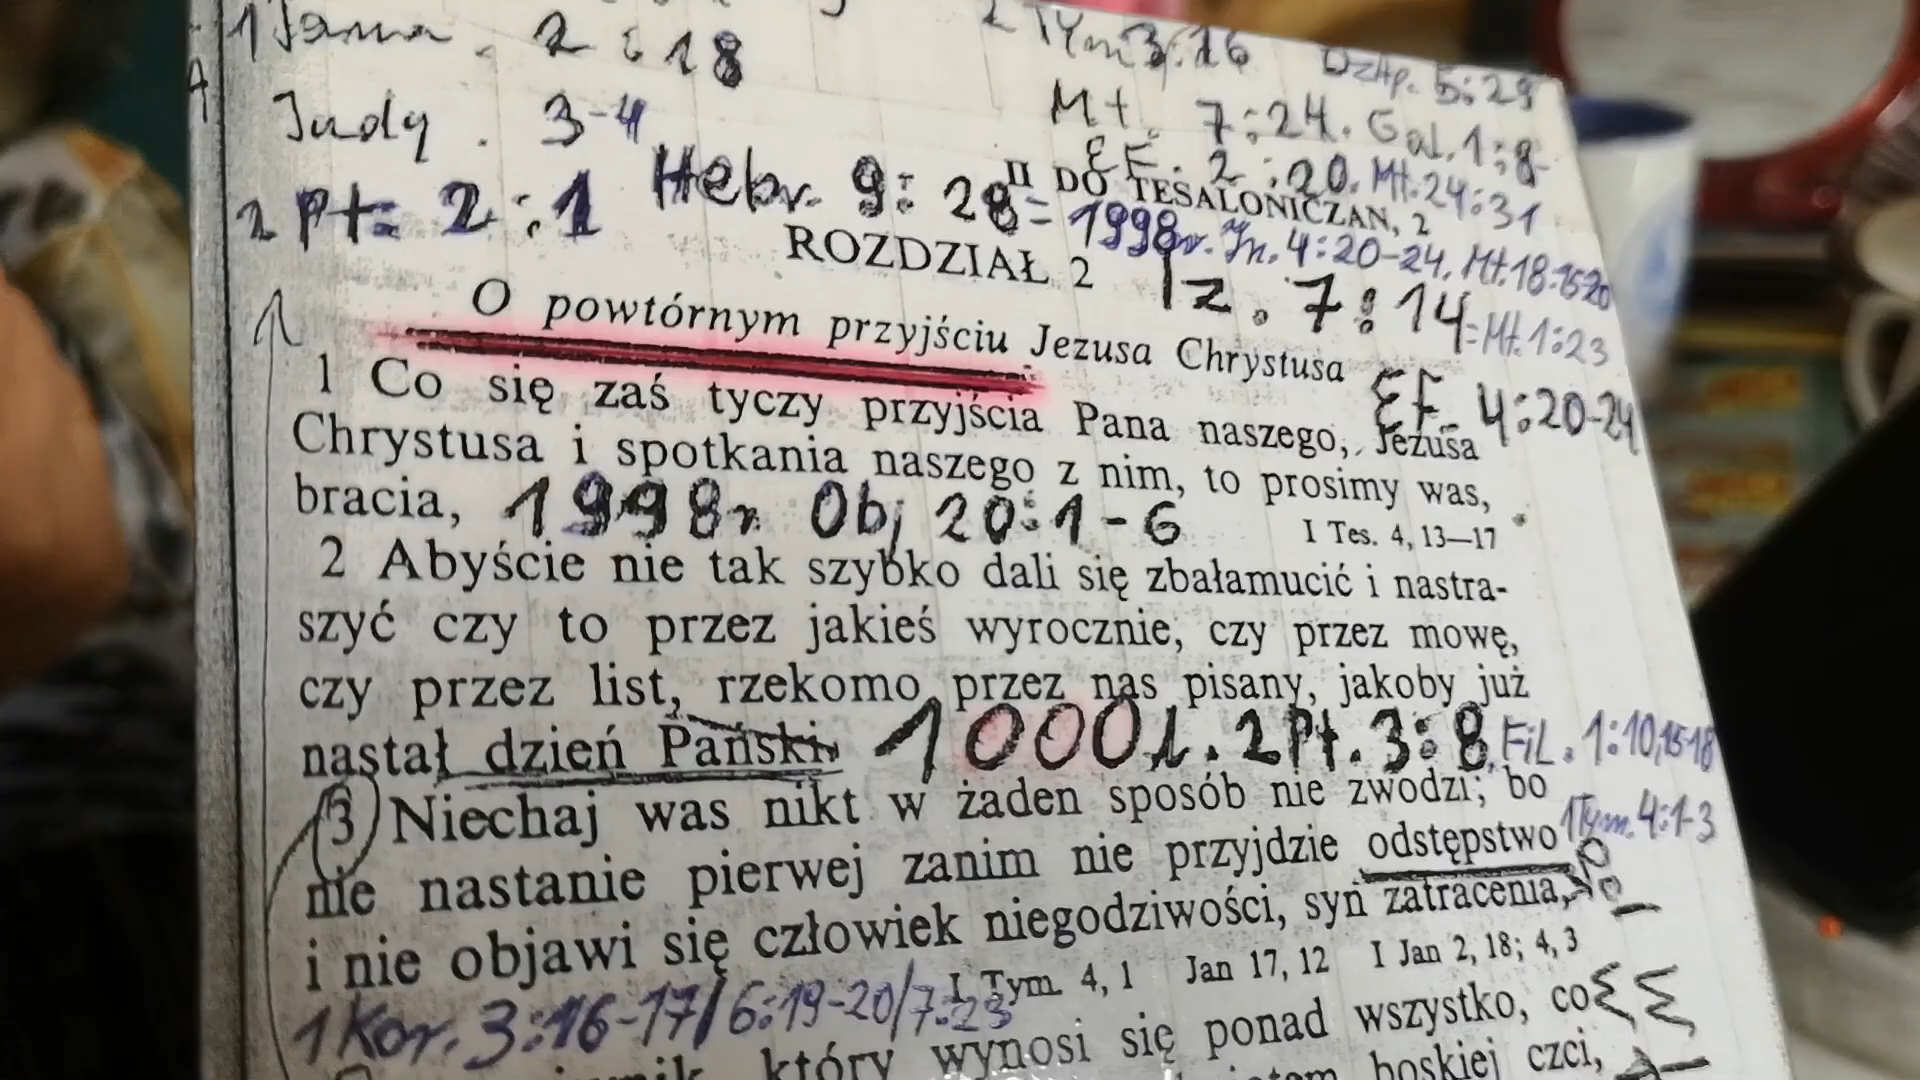 1 Jana. 2:18
2 Tym 3:16 DzAp. 5:29
Judy. 3-4
Mt. 7:24. Gal. 1:8-
Ef. 2:20. Mt. 24:31
2 Pt= 2:1 Hebr. 9:28=1998r. Jn. 4:20-24. Mt. 18:15-20
II DO TESALONICZAN, 2
ROZDZIAŁ 2
Iz. 7:14=Mt. 1:23
O powtórnym przyjściu Jezusa Chrystusa
Ef. 4:20-24
1 Co się zaś tyczy przyjścia Pana naszego, Jezusa
Chrystusa i spotkania naszego z nim, to prosimy was,
bracia, 1998r Obj 20:1-6
I Tes. 4, 13—17
2 Abyście nie tak szybko dali się zbałamucić i nastra-
szyć czy to przez jakieś wyrocznie, czy przez mowę,
czy przez list, rzekomo przez nas pisany, jakoby już
nastał dzień Pański. 1000l. 2Pt. 3:8, Fil. 1:10,15-18
3 Niechaj was nikt w żaden sposób nie zwodzi; bo
1Tym. 4:1-3
nie nastanie pierwej zanim nie przyjdzie odstępstwo
i nie objawi się człowiek niegodziwości, syn zatracenia,
I Tym. 4, 1 Jan 17, 12 I Jan 2, 18; 4, 3
1 Kor. 3:16-17/6:19-20/7:23
który wynosi się ponad wszystko, co
boskiej czci,